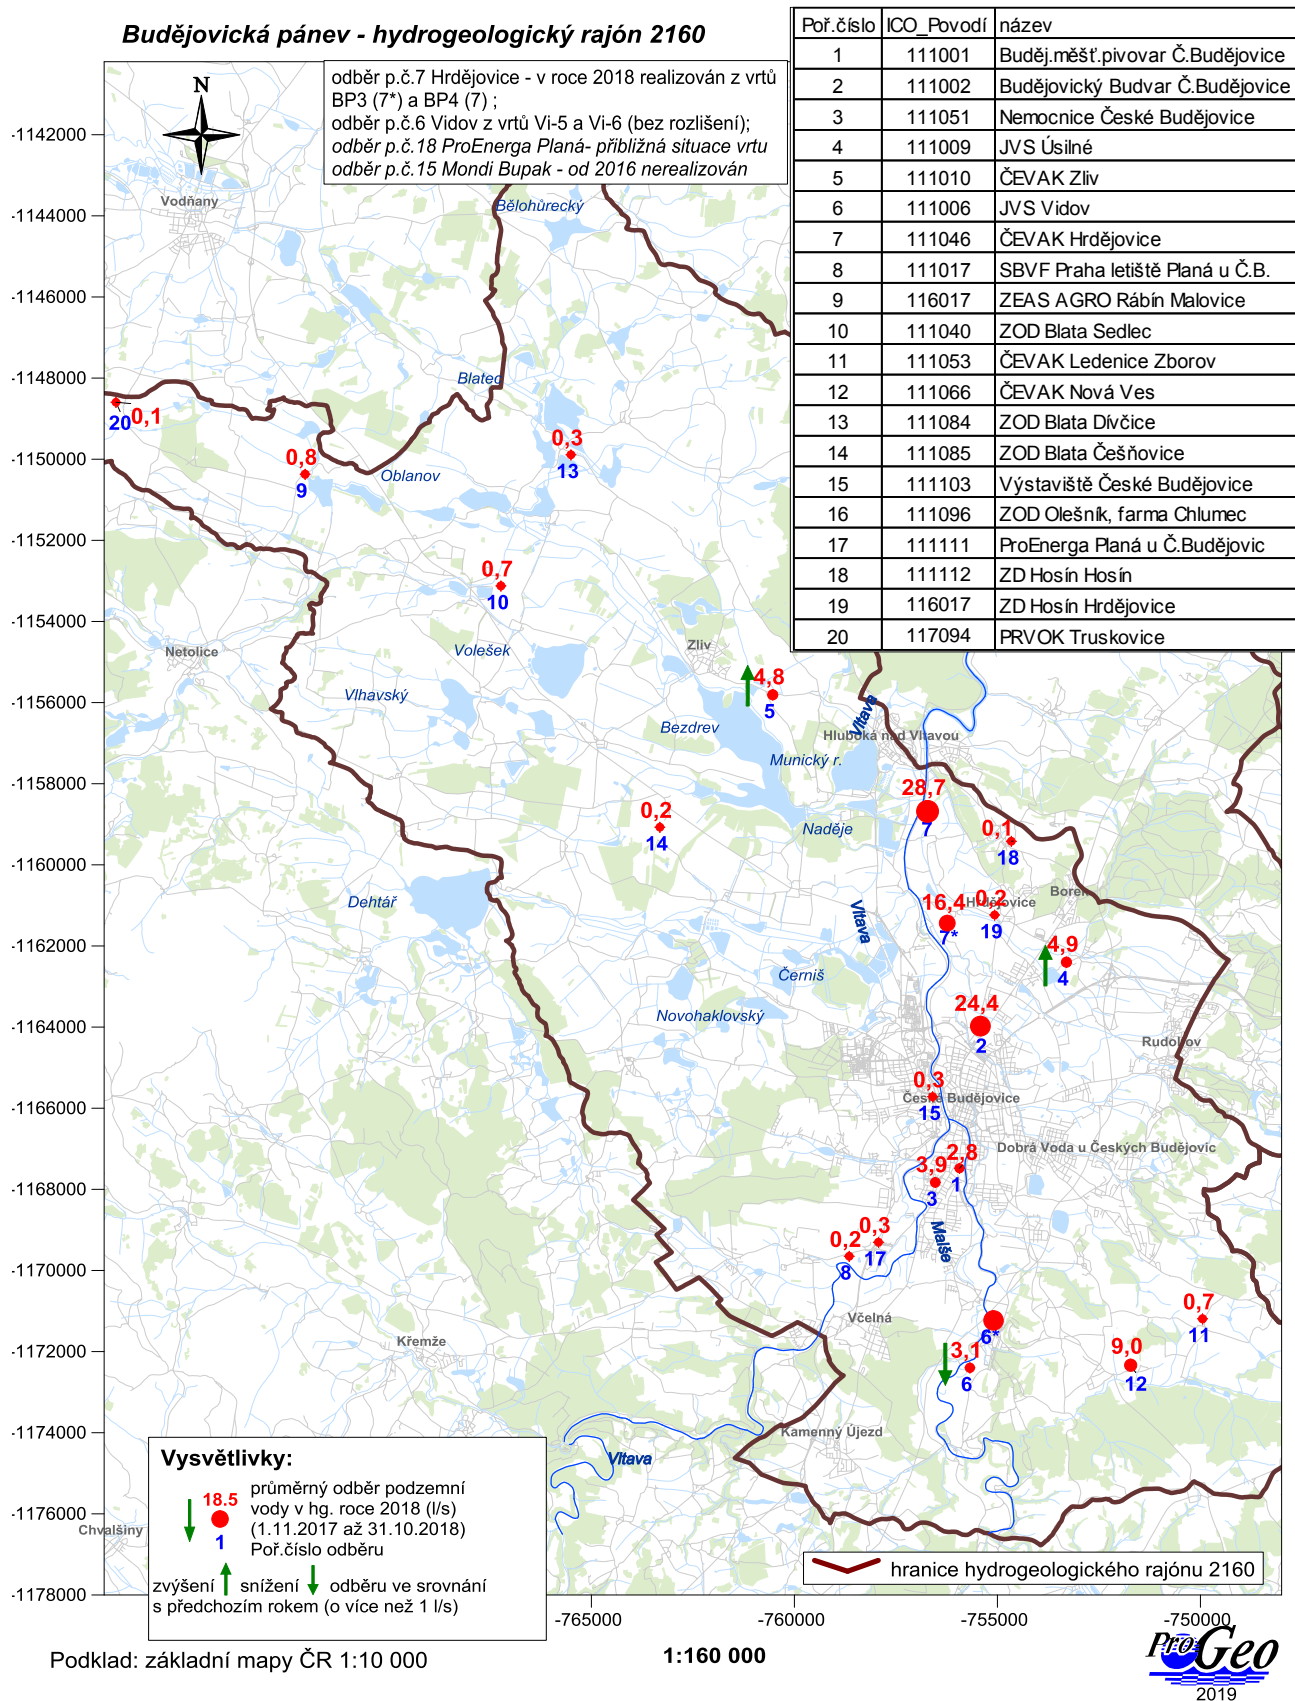 Budějovická pánev - hydrogeologický rajón 2160
odběr p.č.7 Hrdějovice - v roce 2018 realizován z vrtů
BP3 (7*) a BP4 (7) ;
odběr p.č.6 Vidov z vrtů Vi-5 a Vi-6 (bez rozlišení);
odběr p.č.18 ProEnerga Planá- přibližná situace vrtu
odběr p.č.15 Mondi Bupak - od 2016 nerealizován
Poř.číslo ICO_Povodí název
1 111001 Buděj.měšť.pivovar Č.Budějovice
2 111002 Budějovický Budvar Č.Budějovice
3 111051 Nemocnice České Budějovice
4 111009 JVS Úsilné
5 111010 ČEVAK Zliv
6 111006 JVS Vidov
7 111046 ČEVAK Hrdějovice
8 111017 SBVF Praha letiště Planá u Č.B.
9 116017 ZEAS AGRO Rábín Malovice
10 111040 ZOD Blata Sedlec
11 111053 ČEVAK Ledenice Zborov
12 111066 ČEVAK Nová Ves
13 111084 ZOD Blata Dívčice
14 111085 ZOD Blata Češňovice
15 111103 Výstaviště České Budějovice
16 111096 ZOD Olešník, farma Chlumec
17 111111 ProEnerga Planá u Č.Budějovic
18 111112 ZD Hosín Hosín
19 116017 ZD Hosín Hrdějovice
20 117094 PRVOK Truskovice
N
-1142000
-1144000
-1146000
-1148000
-1150000
-1152000
-1154000
-1156000
-1158000
-1160000
-1162000
-1164000
-1166000
-1168000
-1170000
-1172000
-1174000
-1176000
-1178000
Vodňany
Bělohůrecký
Blatec
0,1
20
0,8
9
Oblanov
0,3
13
0,7
10
Netolice
Volešek
Zliv
Vlhavský
4,8
5
Bezdrev
Vltava
Hluboká nad Vltavou
Munický r.
28,7
7
Naděje
0,2
14
0,1
18
Dehtář
Borek
16,4
7*
0,2
Hrdějovice
19
Vltava
4,9
4
Černiš
Novohaklovský
24,4
2
Rudolfov
0,3
České Budějovice
15
Dobrá Voda u Českých Budějovic
2,8
1
3,9
3
Malše
0,3
17
0,2
8
Včelná
6*
0,7
11
Křemže
3,1
6
9,0
12
Kamenný Újezd
Vltava
Chvalšiny
Vysvětlivky:
18.5
1
průměrný odběr podzemní
vody v hg. roce 2018 (l/s)
(1.11.2017 až 31.10.2018)
Poř.číslo odběru
zvýšení snížení odběru ve srovnání
s předchozím rokem (o více než 1 l/s)
hranice hydrogeologického rajónu 2160
-765000
-760000
-755000
-750000
Podklad: základní mapy ČR 1:10 000
1:160 000
ProGeo
2019